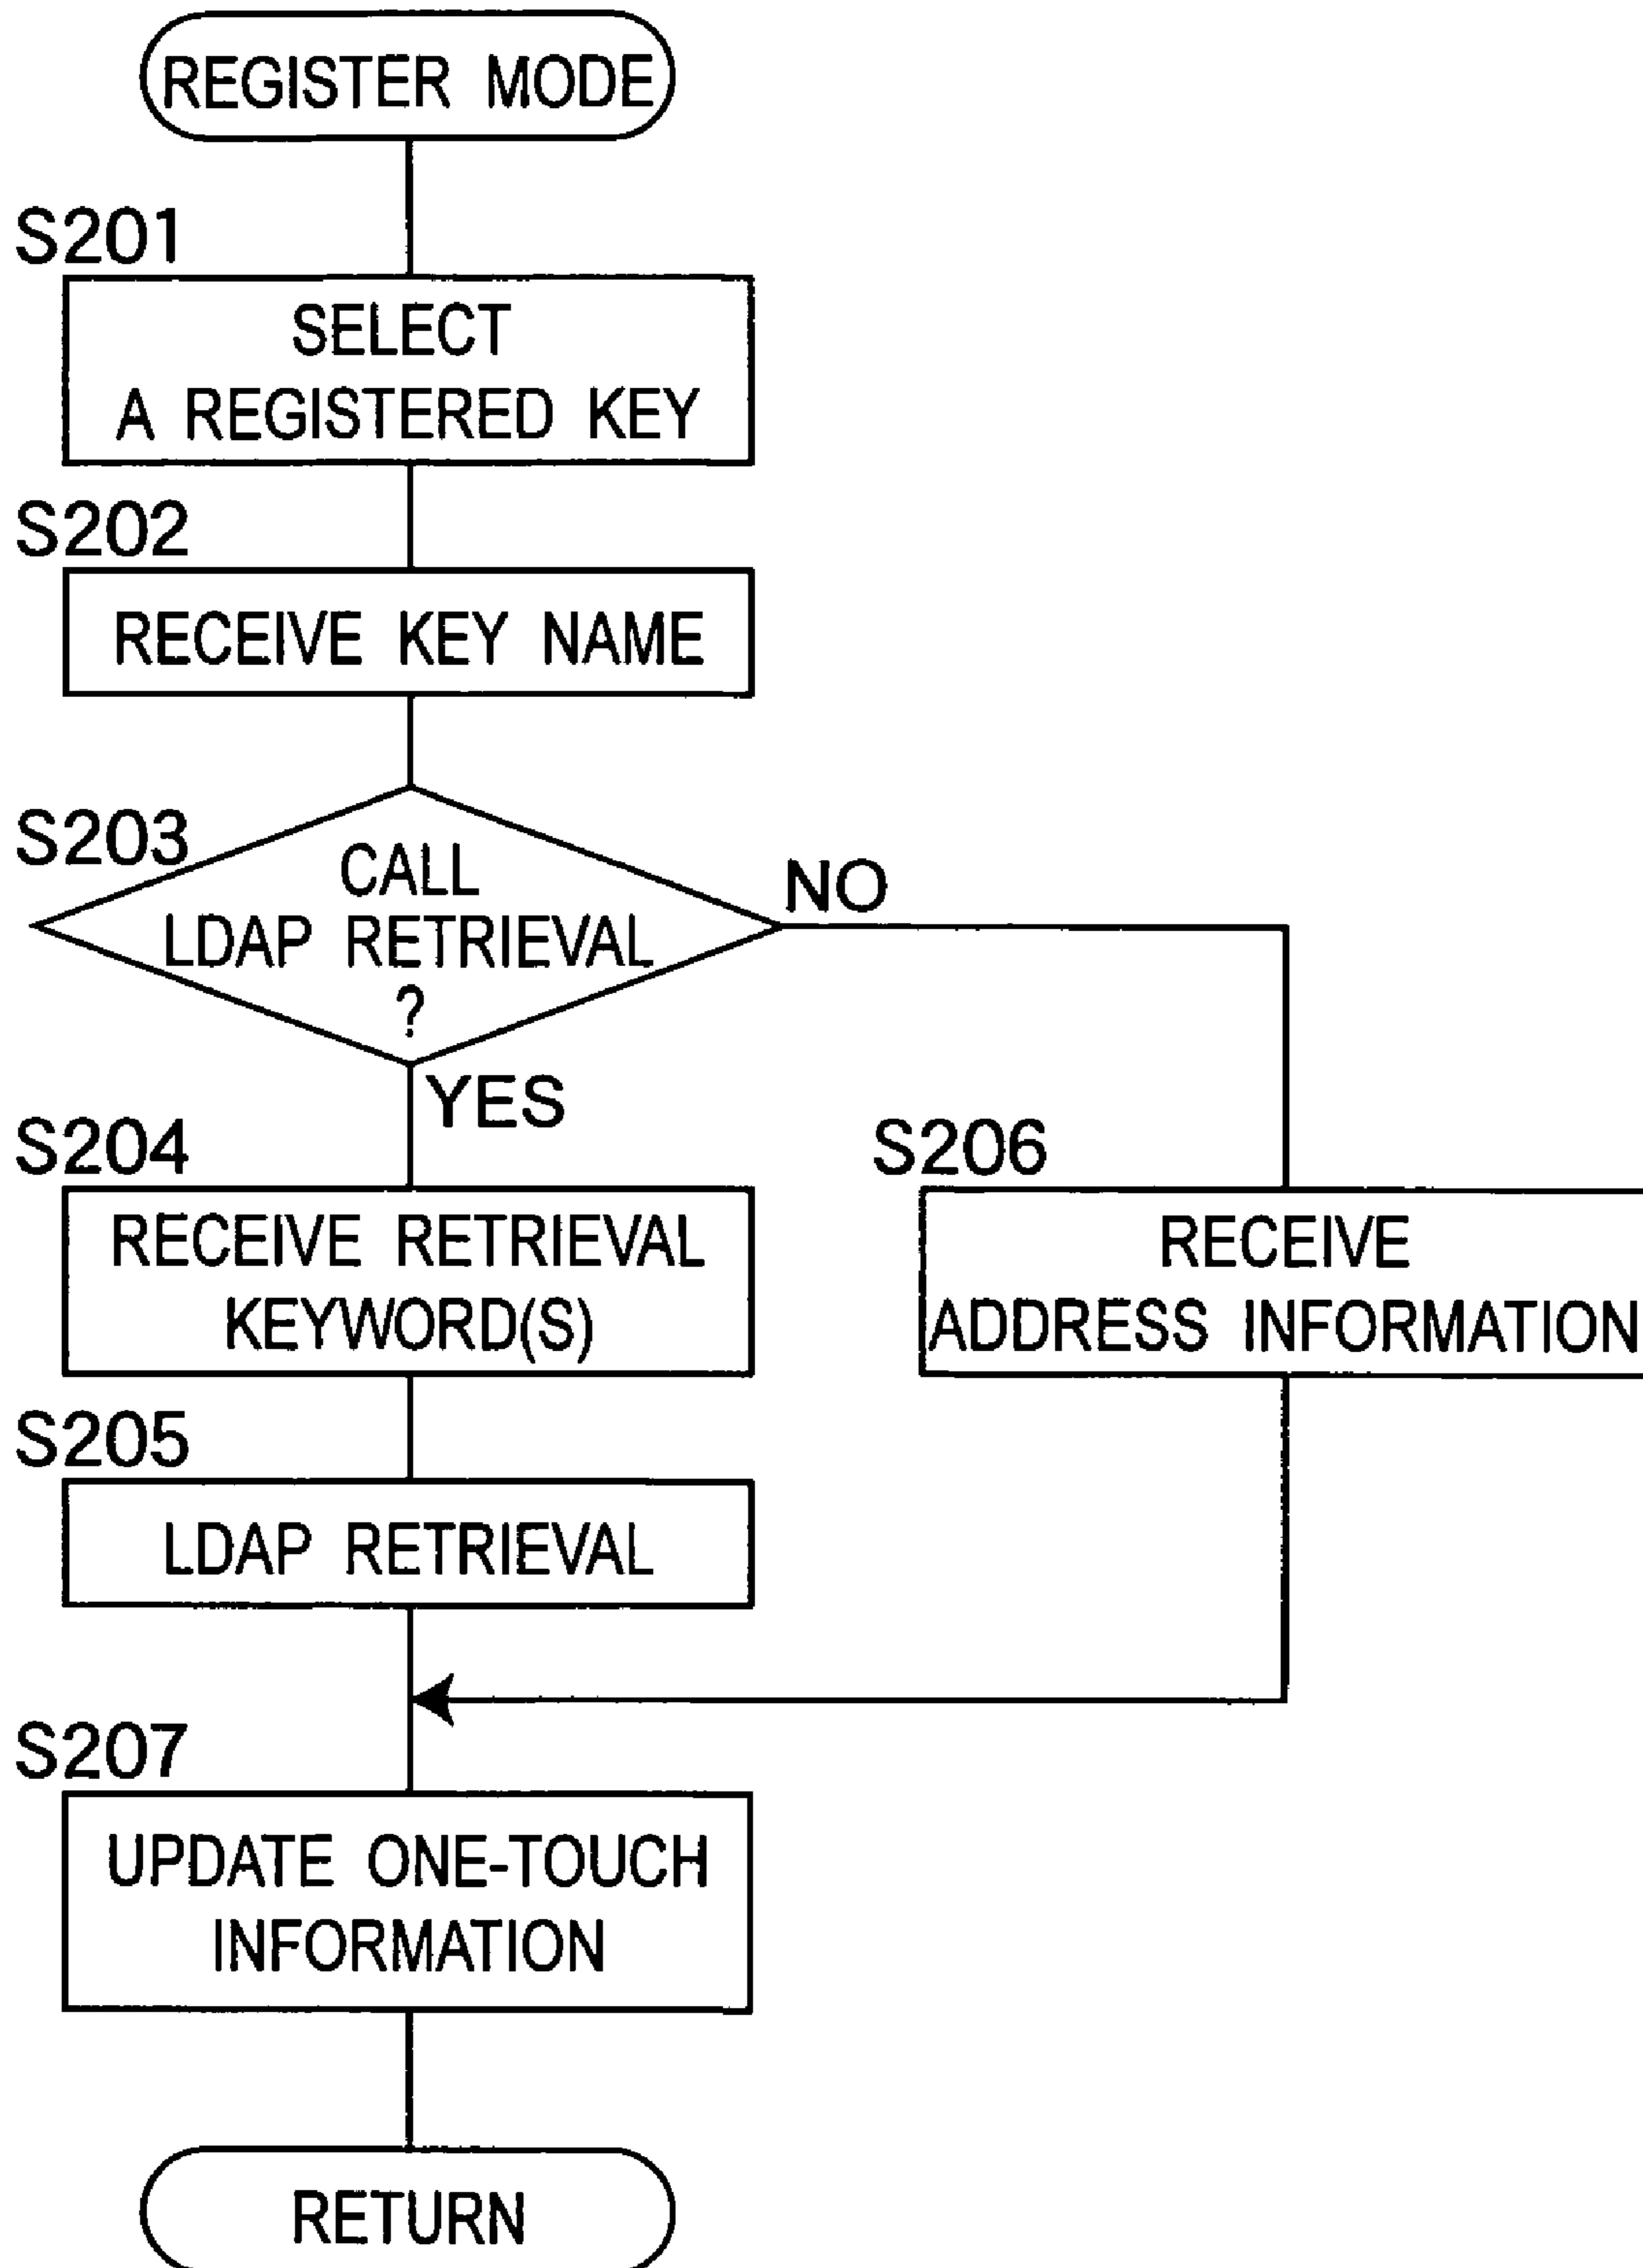 REGISTER MODE
S201
SELECT
A REGISTERED KEY
S202
RECEIVE KEY NAME
S203
CALL
LDAP RETRIEVAL
?
NO
YES
S204
RECEIVE RETRIEVAL
KEYWORD(S)
S206
RECEIVE
ADDRESS INFORMATION
S205
LDAP RETRIEVAL
S207
UPDATE ONE-TOUCH
INFORMATION
RETURN